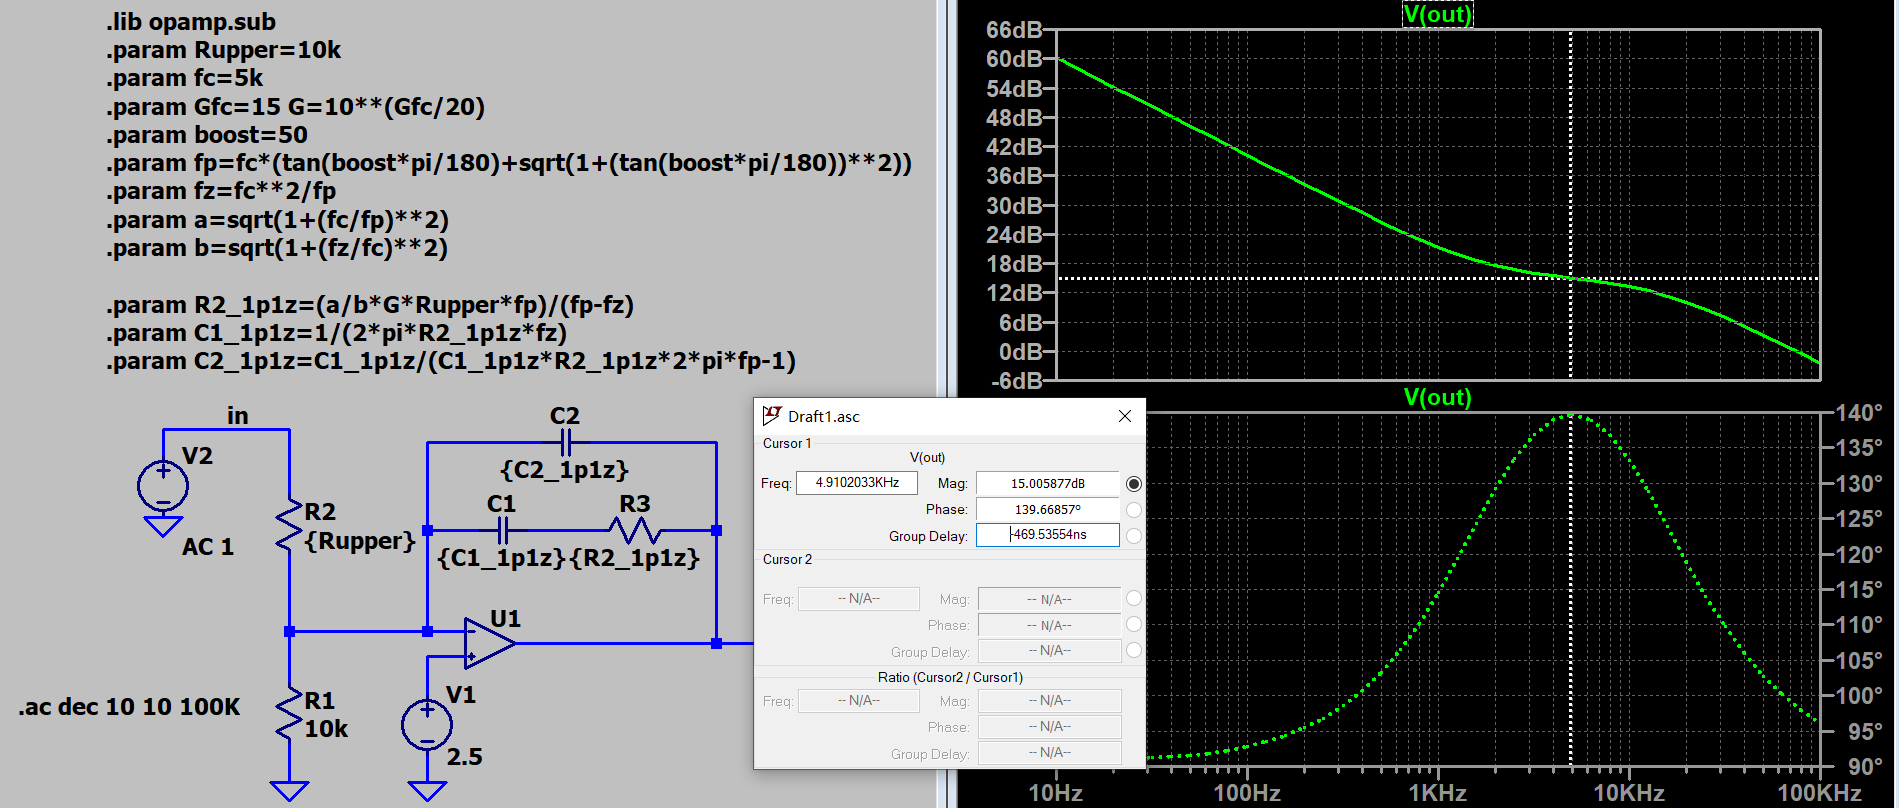 .lib opamp.sub
.param Rupper=10k
.param fc=5k
.param Gfc=15 G=10**(Gfc/20)
.param boost=50
.param fp=fc*(tan(boost*pi/180)+sqrt(1+(tan(boost*pi/180))**2))
.param fz=fc**2/fp
.param a=sqrt(1+(fc/fp)**2)
.param b=sqrt(1+(fz/fc)**2)
.param R2_1p1z=(a/b*G*Rupper*fp)/(fp-fz)
.param C1_1p1z=1/(2*pi*R2_1p1z*fz)
.param C2_1p1z=C1_1p1z/(C1_1p1z*R2_1p1z*2*pi*fp-1)
in
V2
AC 1
R2
{Rupper}
C2
{C2_1p1z}
C1
{C1_1p1z}
R3
{R2_1p1z}
U1
V1
2.5
R1
10k
.ac dec 10 10 100K
V(out)
66dB
60dB
54dB
48dB
42dB
36dB
30dB
24dB
18dB
12dB
6dB
0dB
-6dB
V(out)
140°
135°
130°
125°
120°
115°
110°
105°
100°
95°
90°
10Hz
100Hz
1KHz
10KHz
100KHz
Draft1.asc
Cursor 1
V(out)
Freq: 4.9102033KHz Mag: 15.005877dB
Phase: 139.66857°
Group Delay: -469.53554ns
Cursor 2
Freq: -- N/A-- Mag: -- N/A--
Phase: -- N/A--
Group Delay: -- N/A--
Ratio (Cursor2 / Cursor1)
Freq: -- N/A-- Mag: -- N/A--
Phase: -- N/A--
Group Delay: -- N/A--